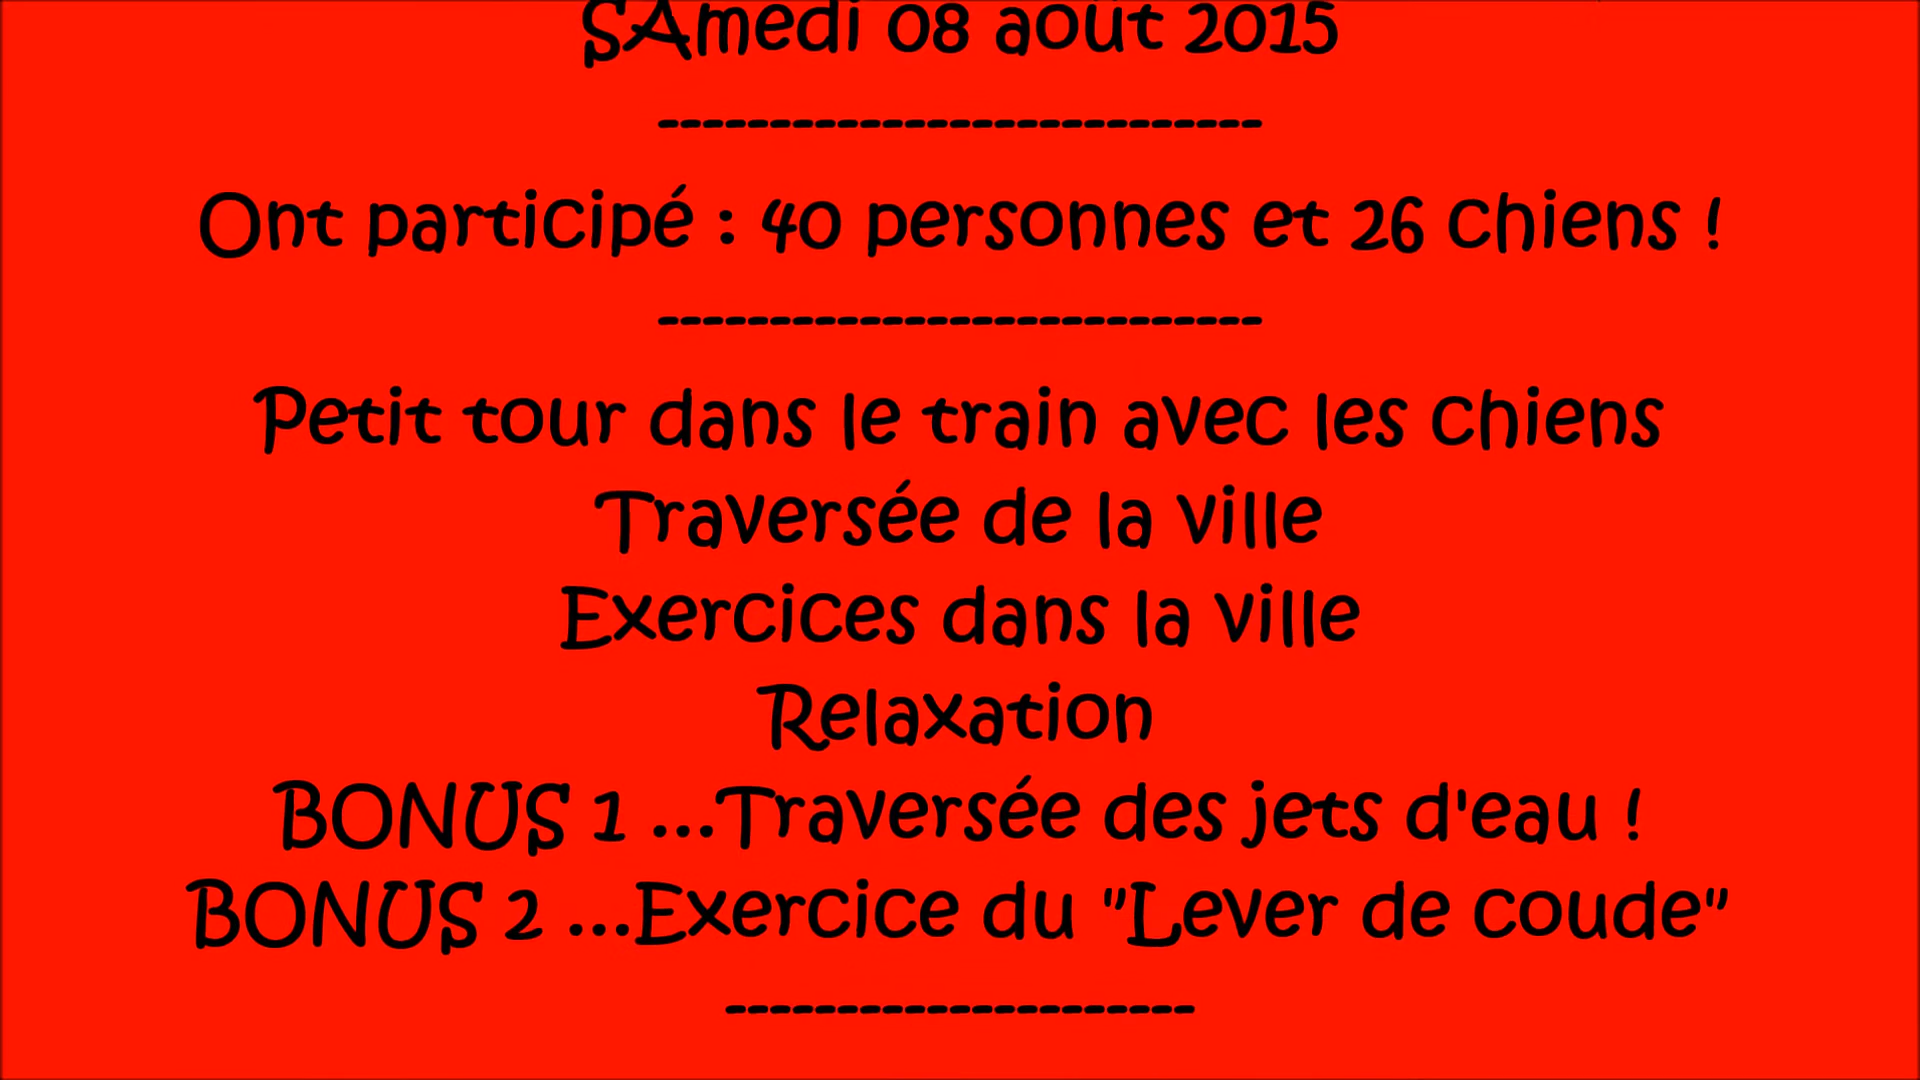 SAmedi 08 août 2015
---------------------------
Ont participé : 40 personnes et 26 chiens !
---------------------------
Petit tour dans le train avec les chiens
Traversée de la ville
Exercices dans la ville
Relaxation
BONUS 1 ...Traversée des jets d'eau !
BONUS 2 ...Exercice du "Lever de coude"
---------------------